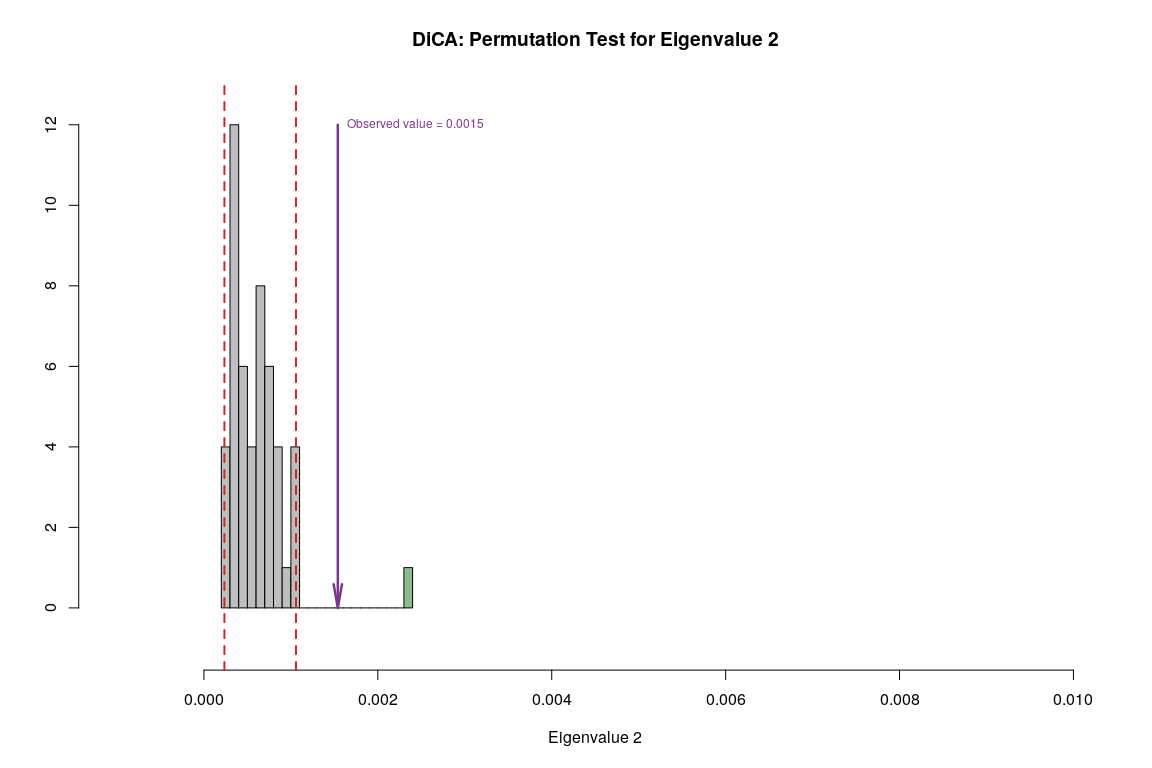 DiCA: Permutation Test for Eigenvalue 2
Observed value = 0.0015
12
10
8
6
4
2
0
0.000 0.002 0.004 0.006 0.008 0.010
Eigenvalue 2